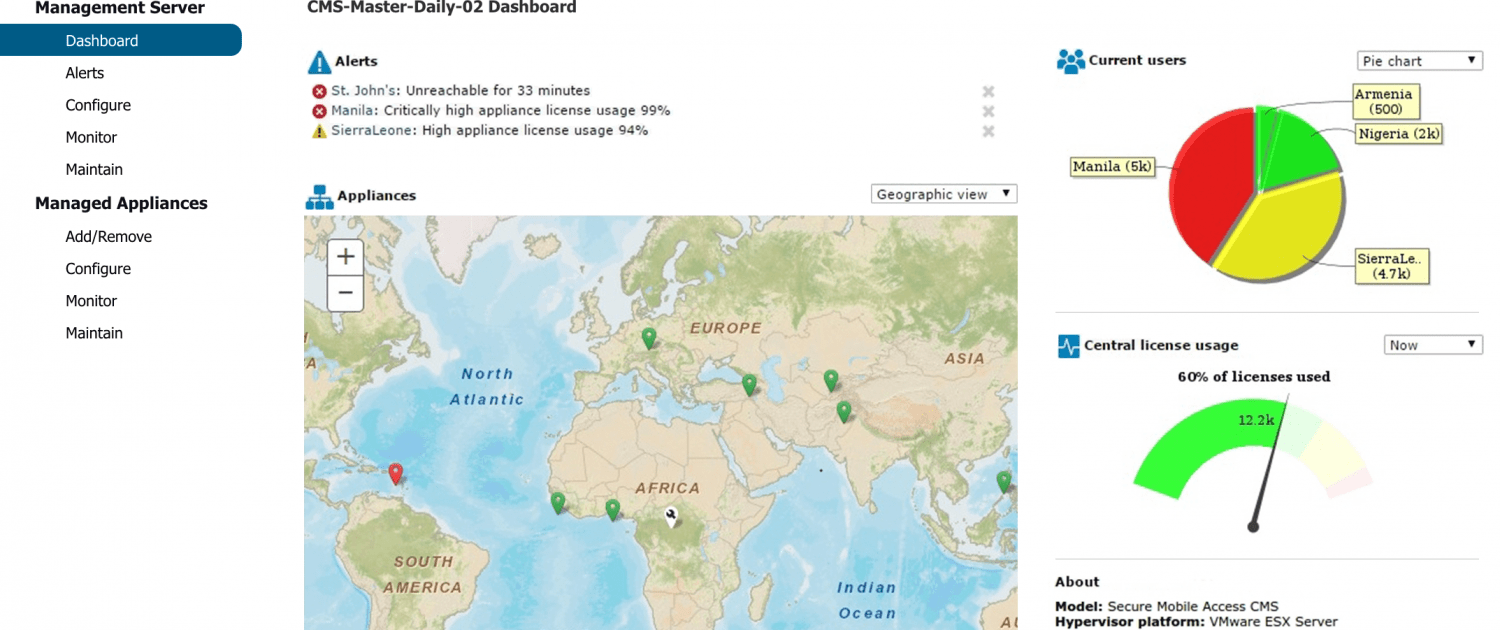 Management Server
Dashboard
Alerts
Configure
Monitor
Maintain
Managed Appliances
Add/Remove
Configure
Monitor
Maintain
CMS-Master-Daily-02 Dashboard
Alerts
St. John's: Unreachable for 33 minutes
Manila: Critically high appliance license usage 99%
SierraLeone: High appliance license usage 94%
Appliances
Geographic view
+
−
EUROPE
ASIA
North
Atlantic
AFRICA
SOUTH
AMERICA
Indian
Ocean
Current users
Pie chart
Armenia
(500)
Nigeria (2k)
Manila (5k)
SierraLe..
(4.7k)
Central license usage
Now
60% of licenses used
12.2k
About
Model: Secure Mobile Access CMS
Hypervisor platform: VMware ESX Server